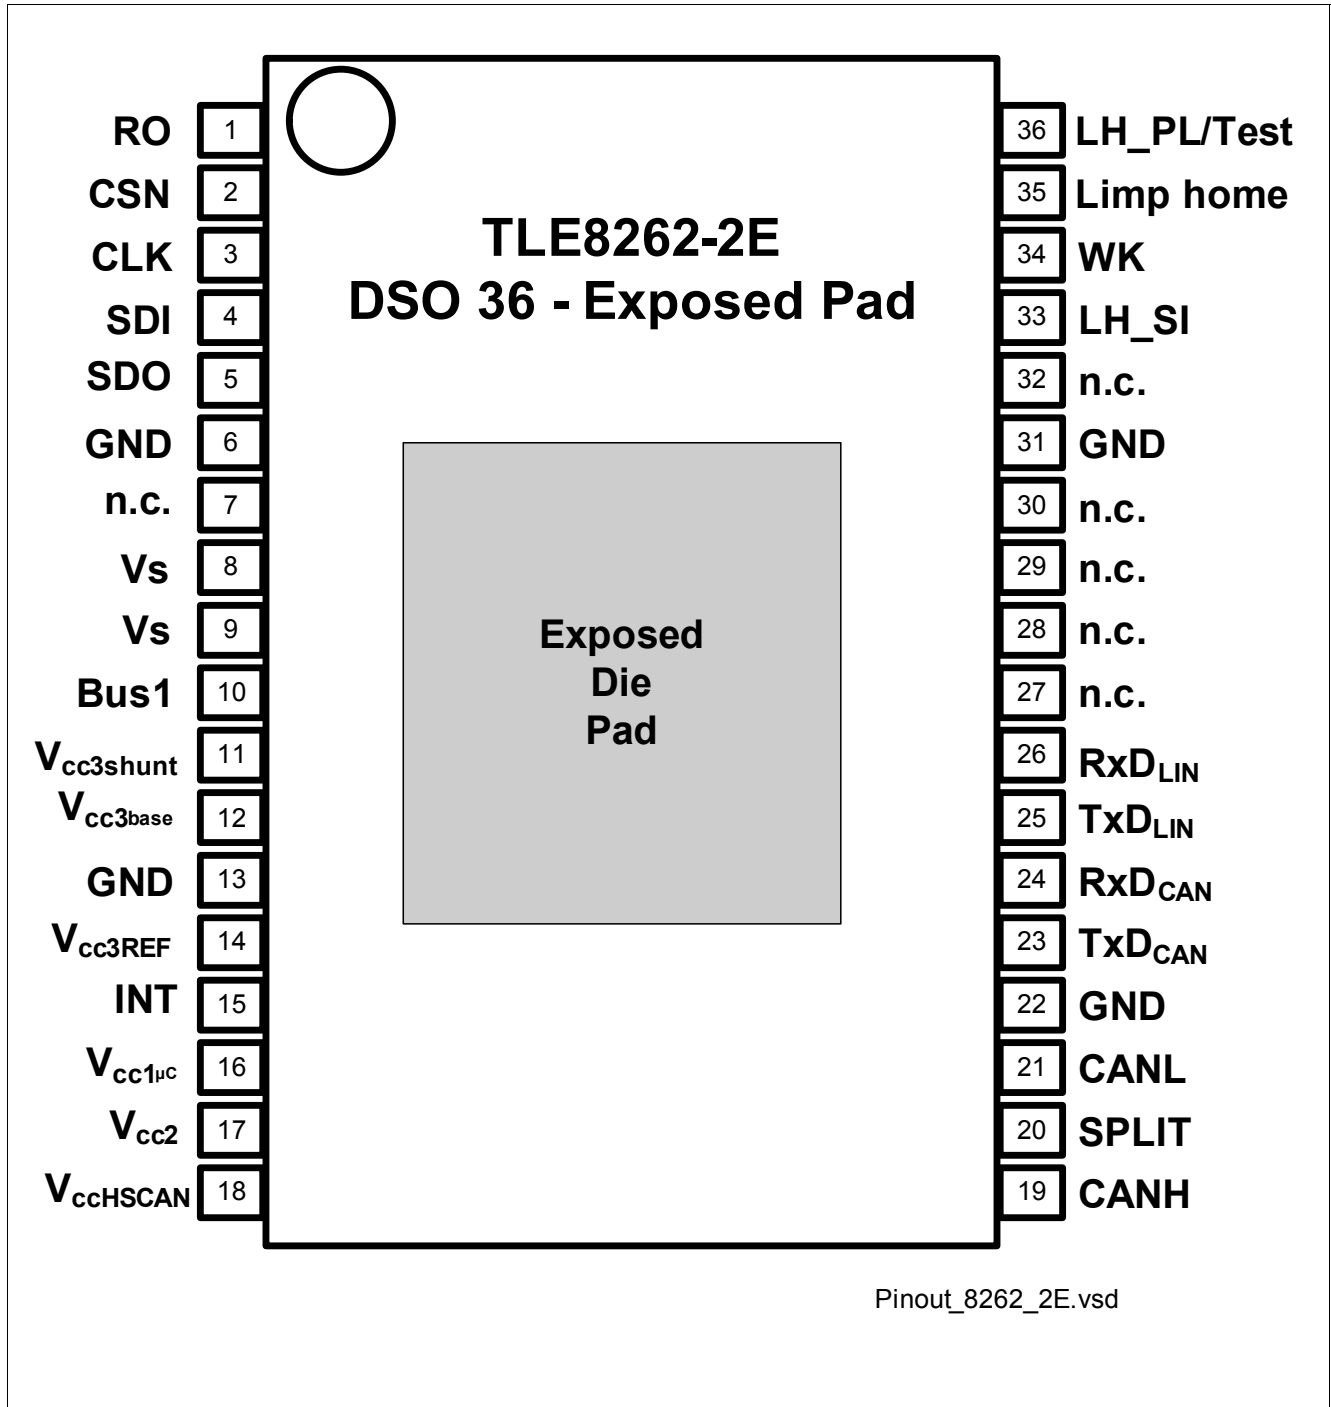 TLE8262-2E
DSO 36 - Exposed Pad
Exposed
Die
Pad
RO 1
CSN 2
CLK 3
SDI 4
SDO 5
GND 6
n.c. 7
Vs 8
Vs 9
Bus1 10
Vcc3shunt 11
Vcc3base 12
GND 13
Vcc3REF 14
INT 15
Vcc1µC 16
Vcc2 17
VccHSCAN 18
36 LH_PL/Test
35 Limp home
34 WK
33 LH_SI
32 n.c.
31 GND
30 n.c.
29 n.c.
28 n.c.
27 n.c.
26 RxDLIN
25 TxDLIN
24 RxDCAN
23 TxDCAN
22 GND
21 CANL
20 SPLIT
19 CANH
Pinout_8262_2E.vsd